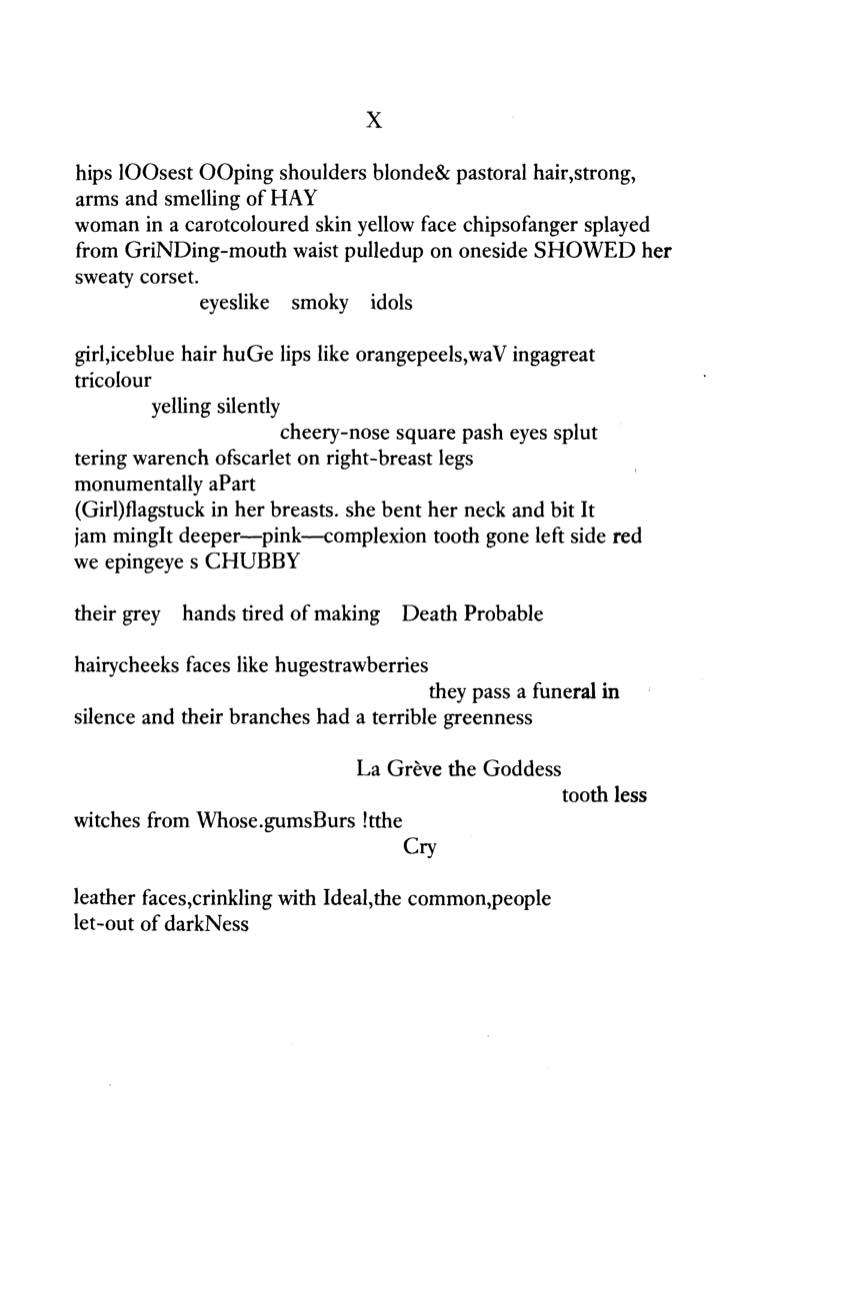 X
hips lOOsest OOping shoulders blonde& pastoral hair,strong,
arms and smelling of HAY
woman in a carotcoloured skin yellow face chipsofanger splayed
from GriNDing-mouth waist pulledup on oneside SHOWED her
sweaty corset.
eyeslike smoky idols
girl,iceblue hair huGe lips like orangepeels,waV ingagreat
tricolour
yelling silently
cheery-nose square pash eyes splut
tering warench ofscarlet on right-breast legs
monumentally aPart
(Girl)flagstuck in her breasts. she bent her neck and bit It
jam mingIt deeper—pink—complexion tooth gone left side red
we epingeye s CHUBBY
their grey hands tired of making Death Probable
hairycheeks faces like hugestrawberries
they pass a funeral in
silence and their branches had a terrible greenness
La Grève the Goddess
tooth less
witches from Whose.gumsBurs !tthe
Cry
leather faces,crinkling with Ideal,the common,people
let-out of darkNess